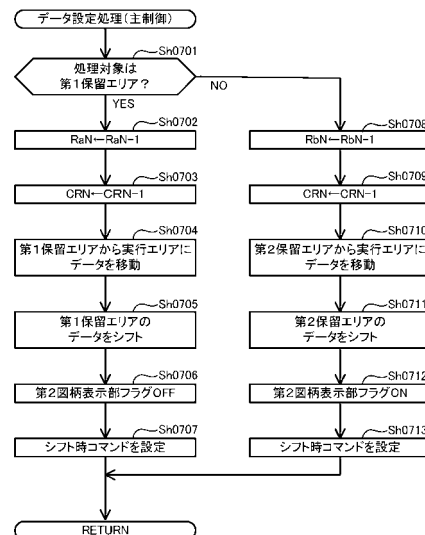 データ設定処理(主制御)
Sh0701
処理対象は
第1保留エリア?
NO
YES
Sh0702
RaN←RaN-1
Sh0703
CRN←CRN-1
Sh0704
第1保留エリアから実行エリアに
データを移動
Sh0705
第1保留エリアの
データをシフト
Sh0706
第2図柄表示部フラグOFF
Sh0707
シフト時コマンドを設定
Sh0708
RbN←RbN-1
Sh0709
CRN←CRN-1
Sh0710
第2保留エリアから実行エリアに
データを移動
Sh0711
第2保留エリアの
データをシフト
Sh0712
第2図柄表示部フラグON
Sh0713
シフト時コマンドを設定
RETURN